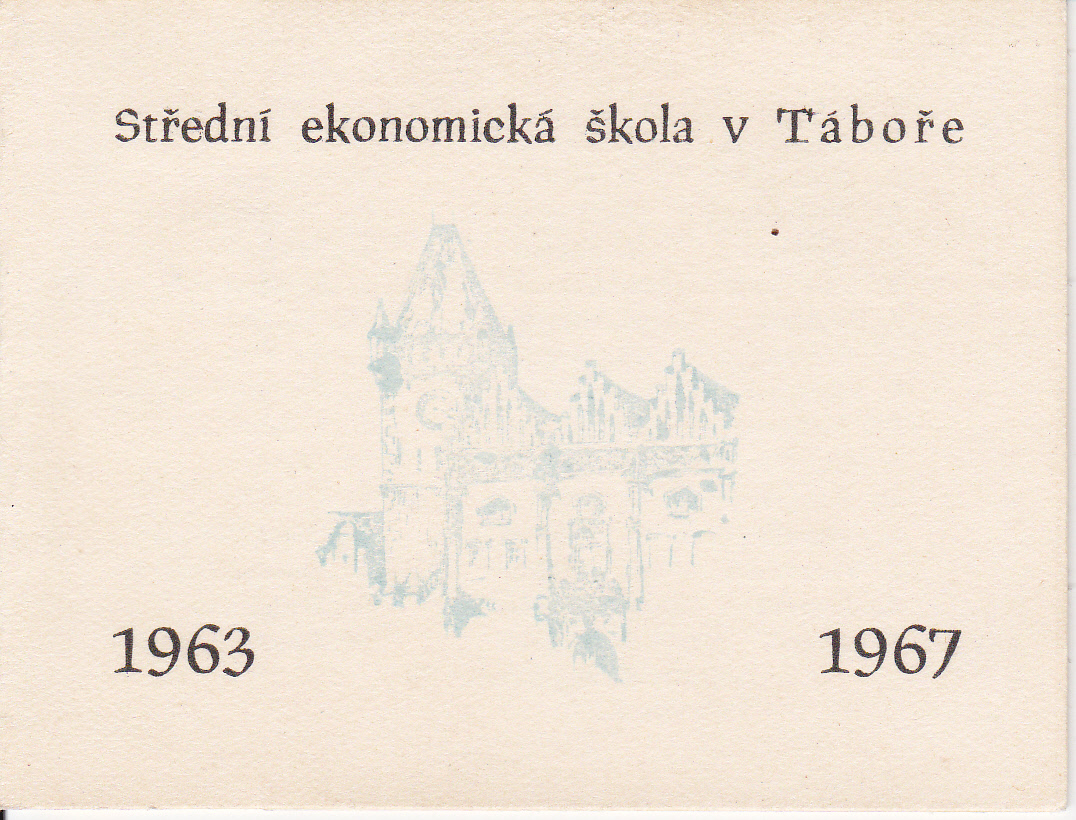 Střední ekonomická škola v Táboře
1963 1967